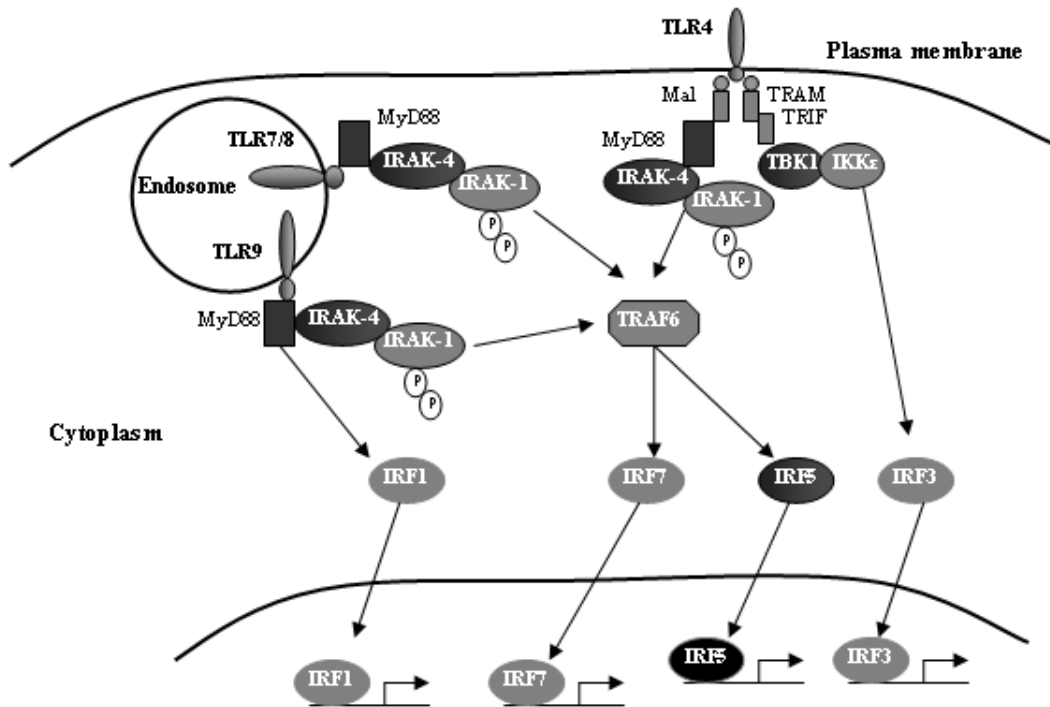 TLR4
Plasma membrane
Mal
TRAM
TRIF
MyD88
MyD88
TLR7/8
IRAK-4
TBK1
IKKε
Endosome
IRAK-4
IRAK-1
IRAK-1
P
P
P
P
TLR9
MyD88
IRAK-4
TRAF6
IRAK-1
P
P
Cytoplasm
IRF1
IRF7
IRF5
IRF3
IRF1
IRF7
IRF5
IRF3